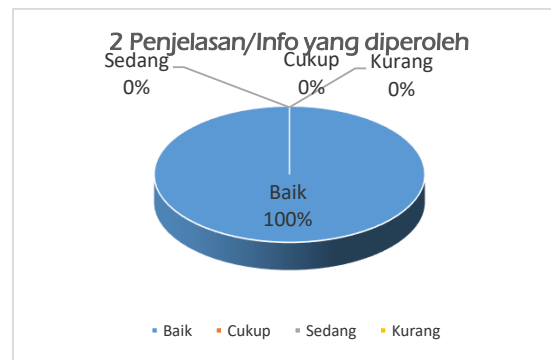 2 Penjelasan/Info yang diperoleh
Sedang
0%
Cukup
0%
Kurang
0%
Baik
100%
Baik Cukup Sedang Kurang